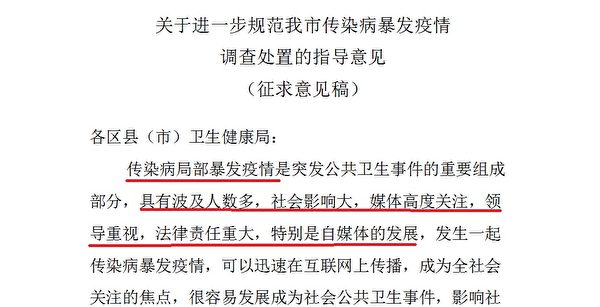 关于进一步规范我市传染病暴发疫情
调查处置的指导意见
（征求意见稿）
各区县（市）卫生健康局：
传染病局部暴发疫情是突发公共卫生事件的重要组成
部分，具有波及人数多，社会影响大，媒体高度关注，领
导重视，法律责任重大，特别是自媒体的发展，发生一起
传染病暴发疫情，可以迅速在互联网上传播，成为全社会
关注的焦点，很容易发展成为社会公共事件，影响社